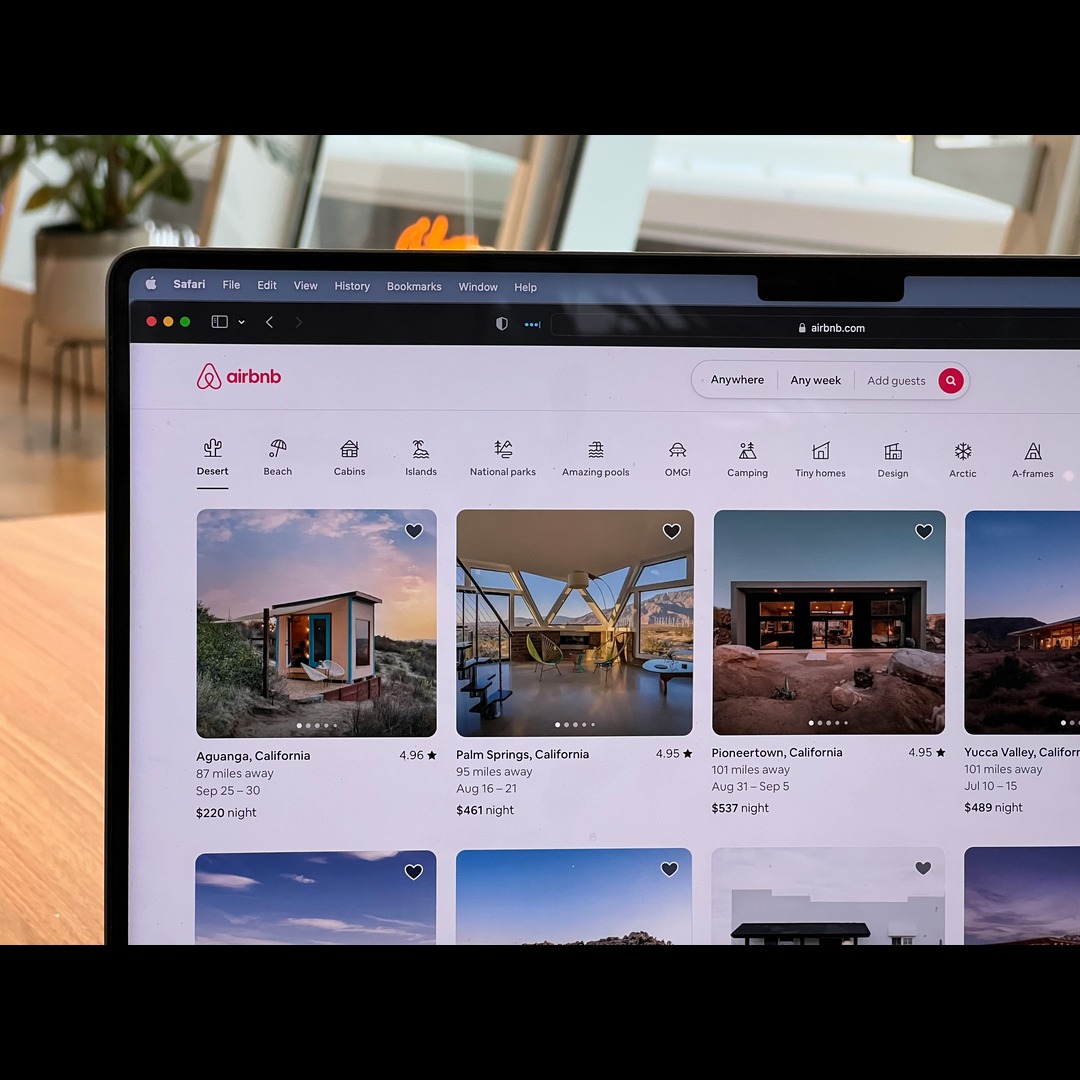 Safari File Edit View History Bookmarks Window Help
airbnb.com
airbnb
Anywhere Any week Add guests
Desert Beach Cabins Islands National parks Amazing pools OMG! Camping Tiny homes Design Arctic A-frames
Aguanga, California 4.96 ★
87 miles away
Sep 25 – 30
$220 night
Palm Springs, California 4.95 ★
95 miles away
Aug 16 – 21
$461 night
Pioneertown, California 4.95 ★
101 miles away
Aug 31 – Sep 5
$537 night
Yucca Valley, Califor
101 miles away
Jul 10 – 15
$489 night